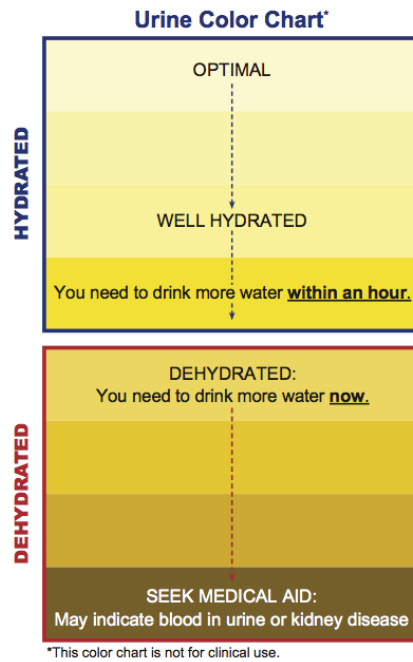 Urine Color Chart*
HYDRATED
OPTIMAL
WELL HYDRATED
You need to drink more water within an hour.
DEHYDRATED
DEHYDRATED:
You need to drink more water now.
SEEK MEDICAL AID:
May indicate blood in urine or kidney disease
*This color chart is not for clinical use.